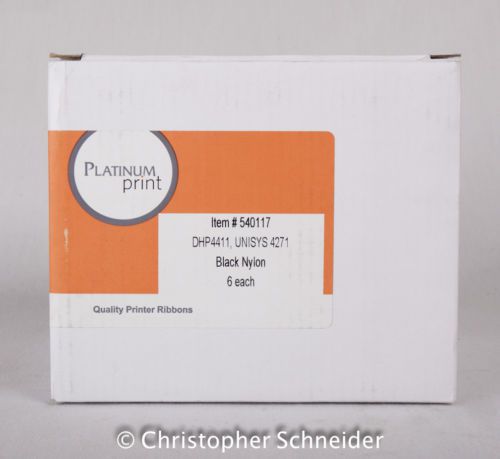 PLATINUM
print
Item # 540117
DHP4411, UNISYS 4271
Black Nylon
6 each
Quality Printer Ribbons
© Christopher Schneider